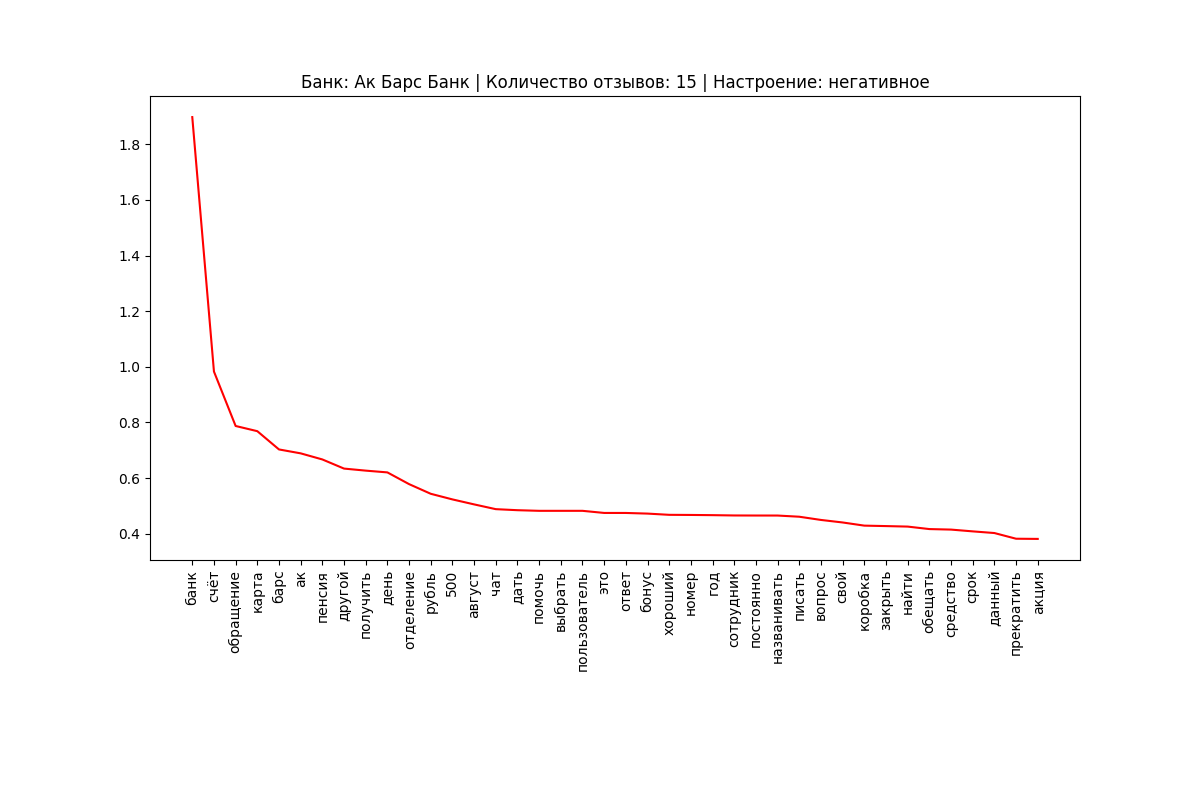 Банк: Ак Барс Банк | Количество отзывов: 15 | Настроение: негативное
1.8
1.6
1.4
1.2
1.0
0.8
0.6
0.4
банк
счёт
обращение
карта
барс
ак
пенсия
другой
получить
день
отделение
рубль
500
август
чат
дать
помочь
выбрать
пользователь
это
ответ
бонус
хороший
номер
год
сотрудник
постоянно
названивать
писать
вопрос
свой
коробка
закрыть
найти
обещать
средство
срок
данный
прекратить
акция